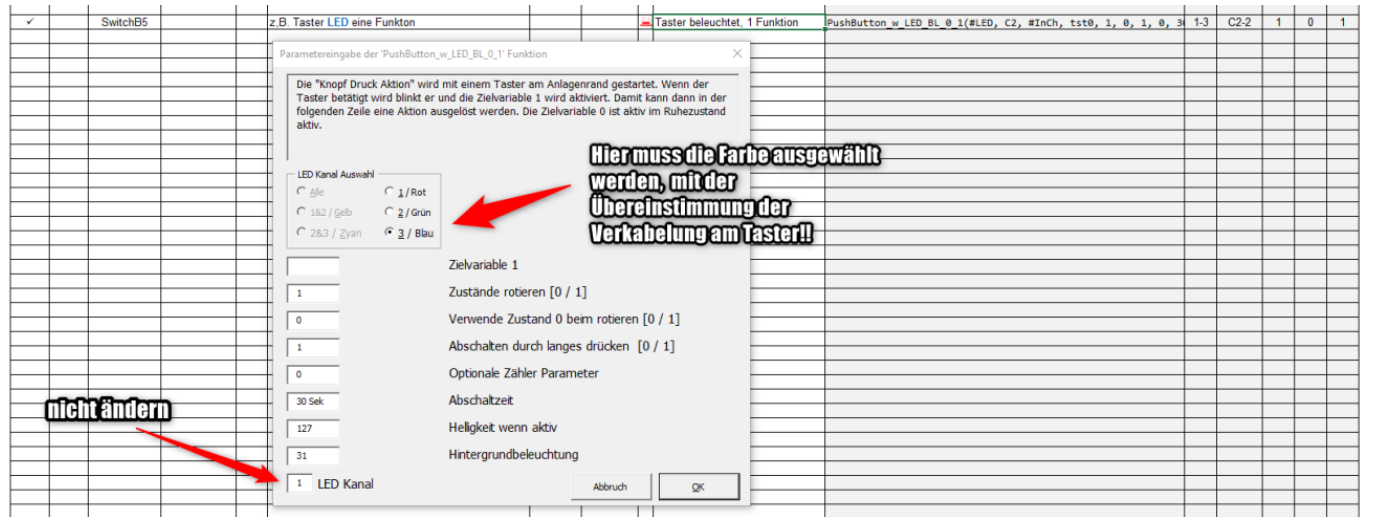 ✓ SwitchB5 z.B. Taster LED eine Funkton Taster beleuchtet, 1 Funktion PushButton_w_LED_BL_0_1(#LED, C2, #InCh, tst0, 1, 0, 1, 0, 30 1-3 C2-2 1 0 1
Parametereingabe der 'PushButton_w_LED_BL_0_1' Funktion
Die "Knopf Druck Aktion" wird mit einem Taster am Anlagenrand gestartet. Wenn der
Taster betätigt wird blinkt er und die Zielvariable 1 wird aktiviert. Damit kann dann in der
folgenden Zeile eine Aktion ausgelöst werden. Die Zielvariable 0 ist aktiv im Ruhezustand
aktiv.
Hier muss die Farbe ausgewählt
werden, mit der
Übereinstimmung der
Verkabelung am Taster!!
LED Kanal Auswahl
Alle 1 / Rot
1&2 / Gelb 2 / Grün
2&3 / Zyan 3 / Blau
Zielvariable 1
1 Zustände rotieren [0 / 1]
0 Verwende Zustand 0 beim rotieren [0 / 1]
1 Abschalten durch langes drücken [0 / 1]
0 Optionale Zähler Parameter
30 Sek Abschaltzeit
nicht ändern
127 Helligkeit wenn aktiv
31 Hintergrundbeleuchtung
1 LED Kanal
Abbruch OK